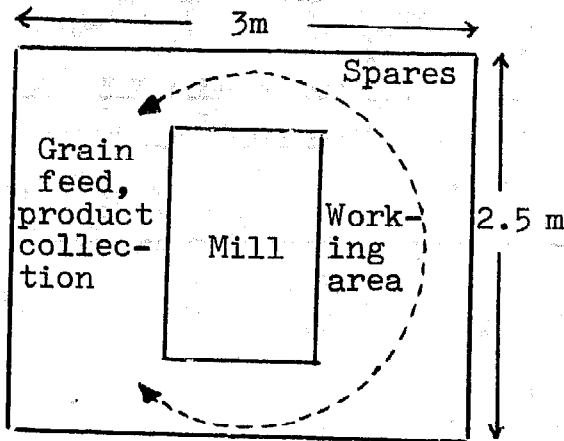 3m
Spares
Grain
feed,
product
collec-
tion
Mill
Work-
ing
area
2.5 m